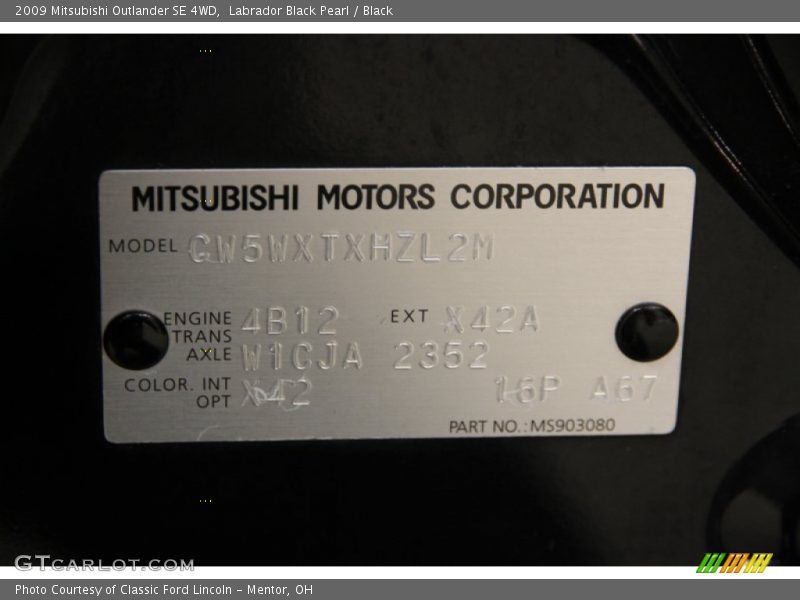 2009 Mitsubishi Outlander SE 4WD,  Labrador Black Pearl / Black
MITSUBISHI MOTORS CORPORATION
MODEL CW5WXTXHZL2M
ENGINE 4B12 EXT X42A
TRANS
AXLE W1CJA 2352
COLOR. INT X42 16P A67
OPT
PART NO.:MS903080
GTCARLOT.COM
Photo Courtesy of Classic Ford Lincoln - Mentor, OH